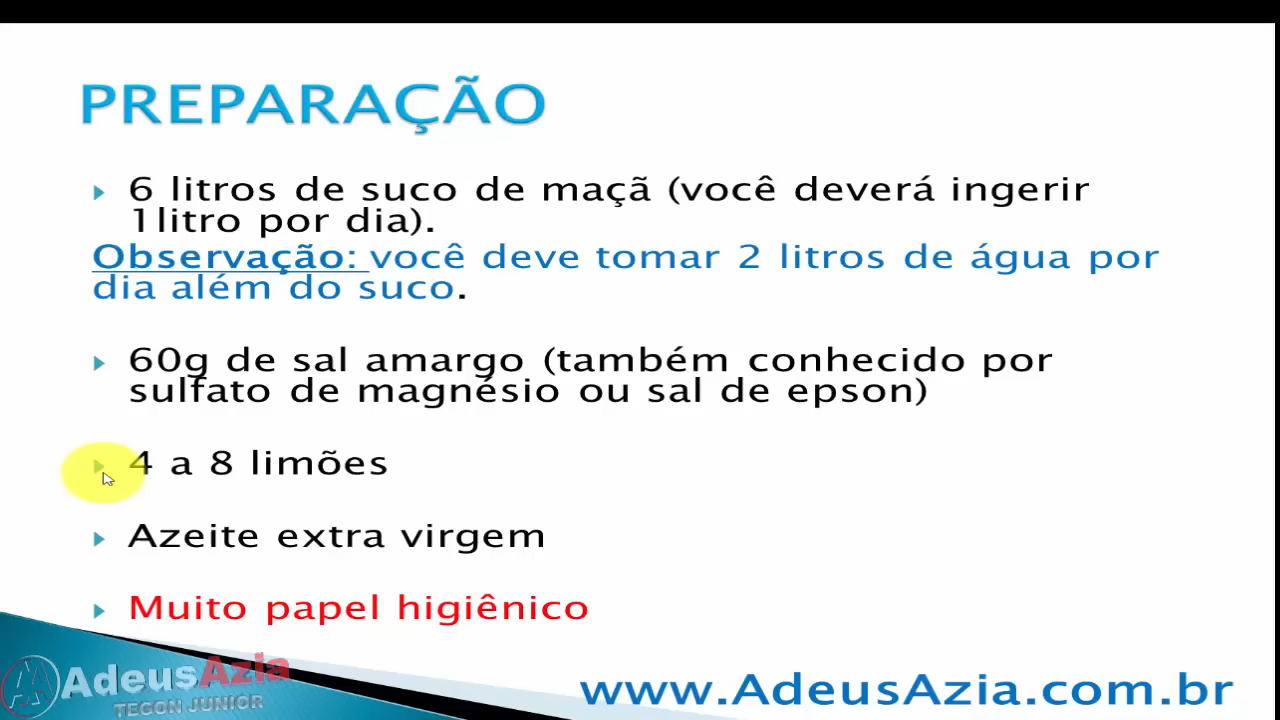 PREPARAÇÃO
6 litros de suco de maçã (você deverá ingerir
1litro por dia).
Observação: você deve tomar 2 litros de água por
dia além do suco.
60g de sal amargo (também conhecido por
sulfato de magnésio ou sal de epson)
4 a 8 limões
Azeite extra virgem
Muito papel higiênico
AdeusAzia
TECON JUNIOR
www.AdeusAzia.com.br